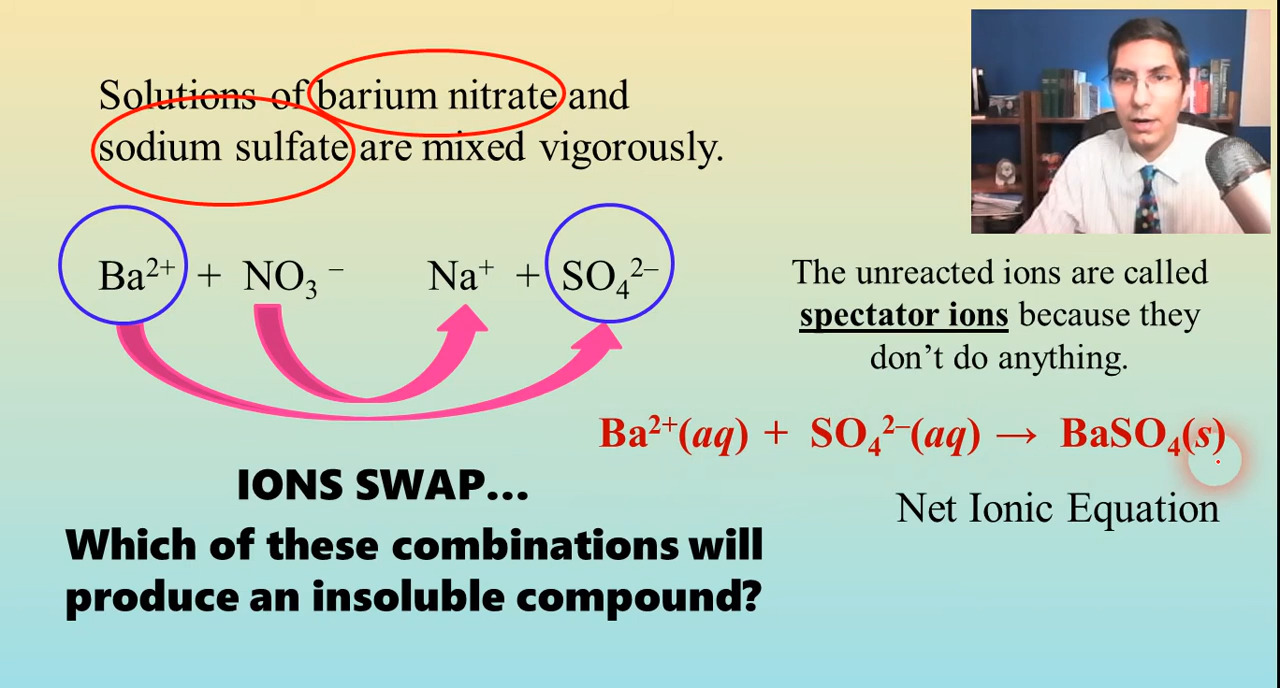 Solutions of barium nitrate and
sodium sulfate are mixed vigorously.
Ba²⁺ + NO₃⁻ Na⁺ + SO₄²⁻
The unreacted ions are called
spectator ions because they
don’t do anything.
Ba²⁺(aq) + SO₄²⁻(aq) → BaSO₄(s)
Net Ionic Equation
IONS SWAP...
Which of these combinations will
produce an insoluble compound?